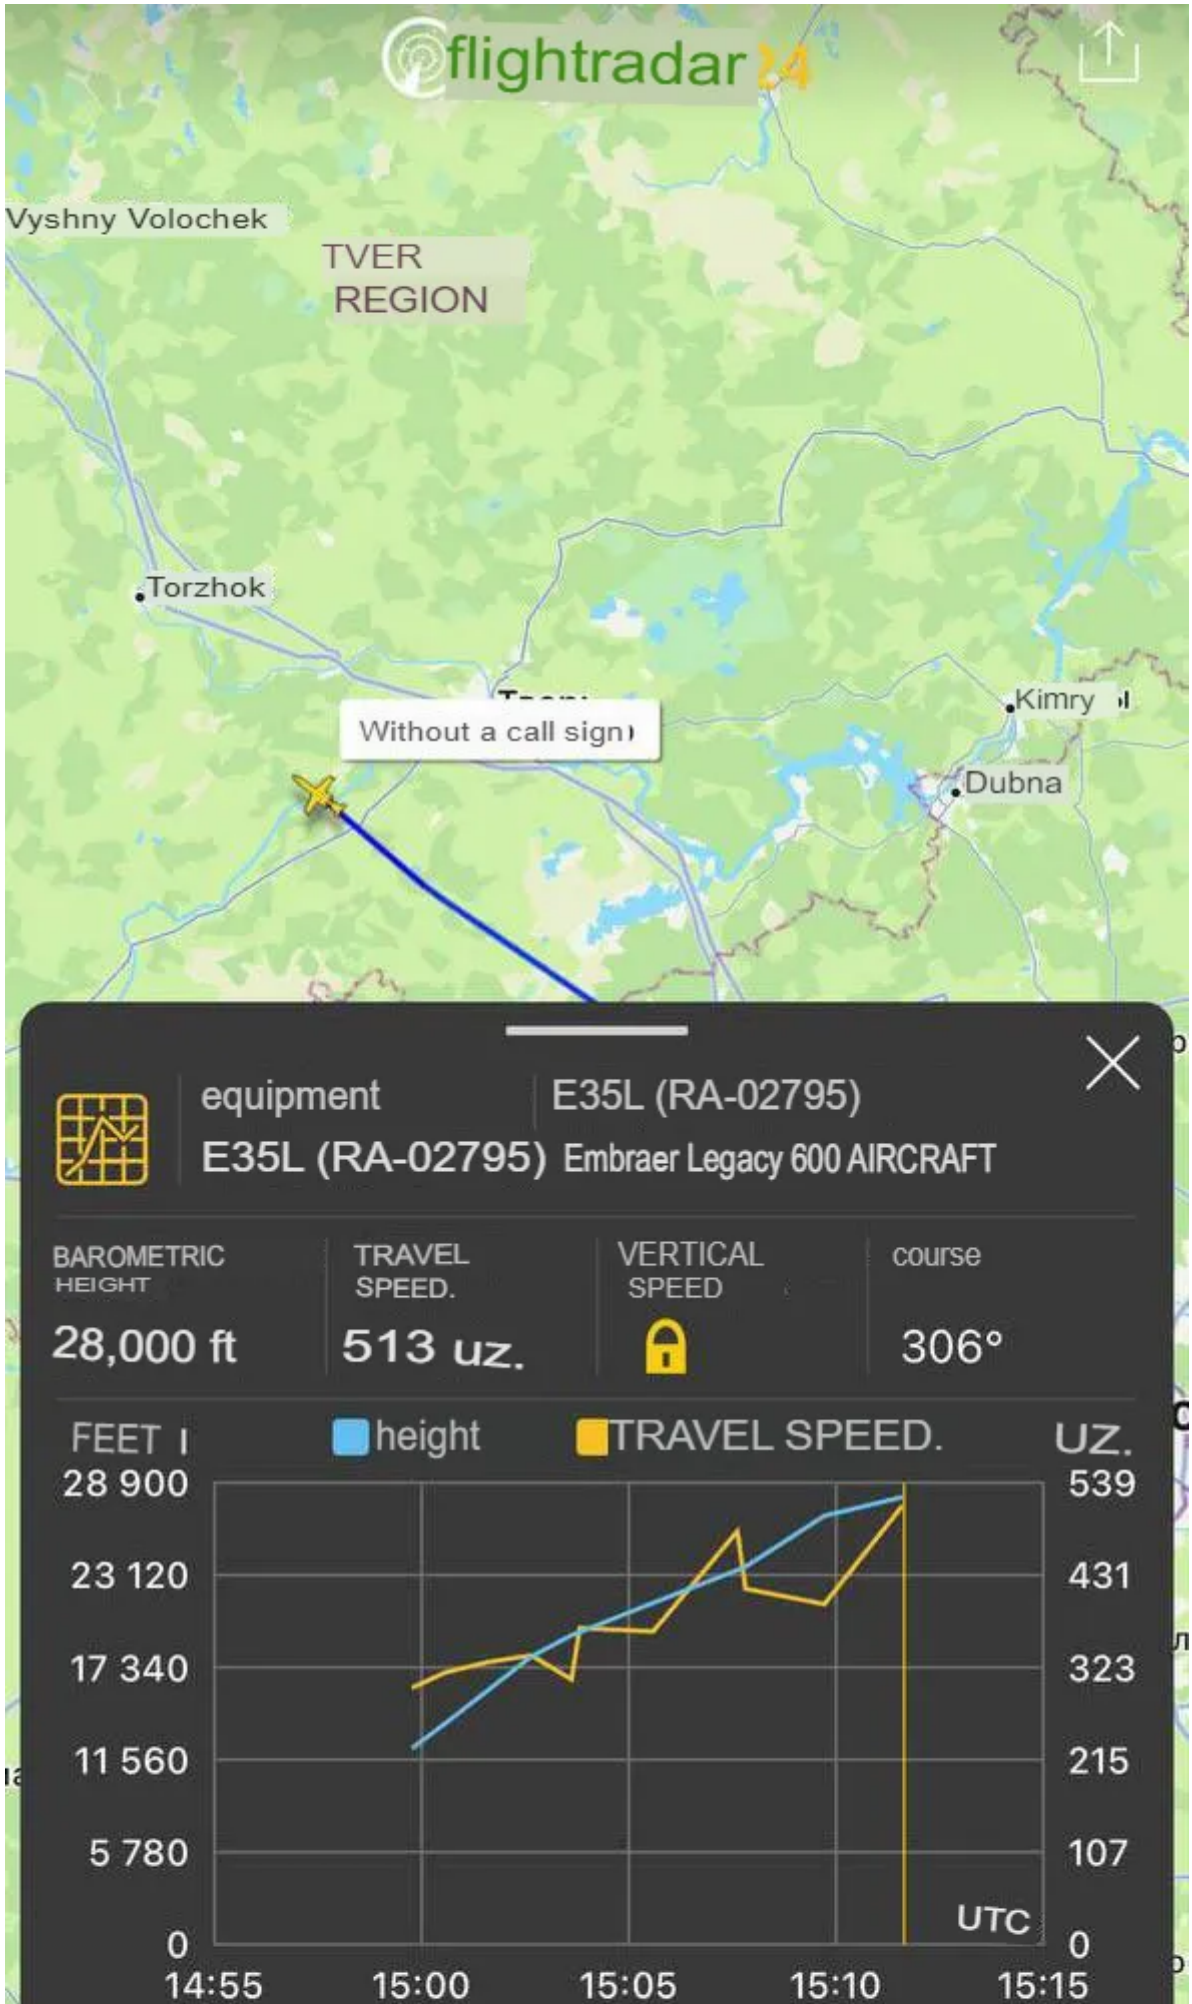 flightradar24
Vyshny Volochek
TVER
REGION
Torzhok
Kimry
Without a call sign
Dubna
equipment E35L (RA-02795)
E35L (RA-02795) Embraer Legacy 600 AIRCRAFT
BAROMETRIC TRAVEL VERTICAL course
HEIGHT SPEED. SPEED
28,000 ft 513 uz. 306°
FEET height TRAVEL SPEED. UZ.
28 900 539
23 120 431
17 340 323
11 560 215
5 780 107
UTC
0 0
14:55 15:00 15:05 15:10 15:15